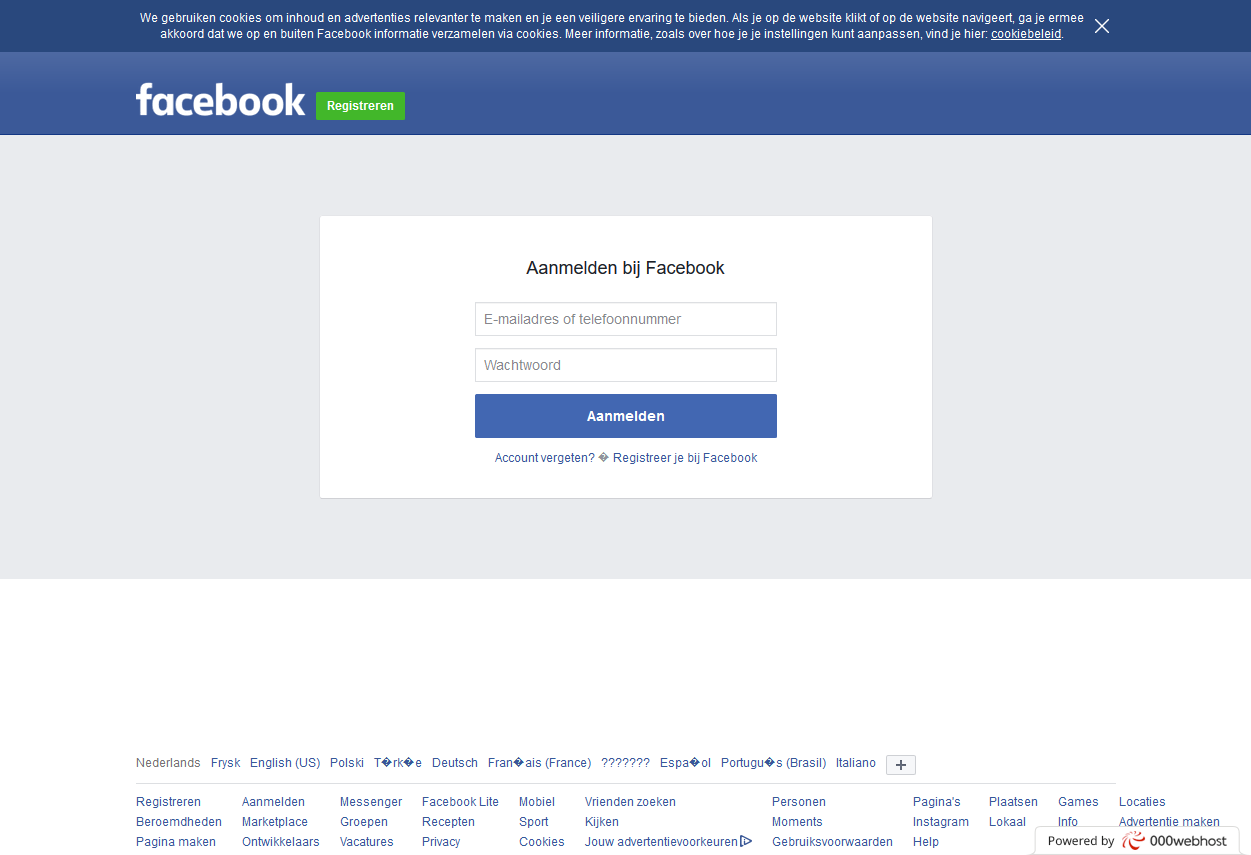 We gebruiken cookies om inhoud en advertenties relevanter te maken en je een veiligere ervaring te bieden. Als je op de website klikt of op de website navigeert, ga je ermee
akkoord dat we op en buiten Facebook informatie verzamelen via cookies. Meer informatie, zoals over hoe je je instellingen kunt aanpassen, vind je hier: cookiebeleid.
facebook Registreren
Aanmelden bij Facebook
E-mailadres of telefoonnummer
Wachtwoord
Aanmelden
Account vergeten? � Registreer je bij Facebook
Nederlands Frysk English (US) Polski T�rk�e Deutsch Fran�ais (France) ??????? Espa�ol Portugu�s (Brasil) Italiano +
Registreren Aanmelden Messenger Facebook Lite Mobiel Vrienden zoeken Personen Pagina's Plaatsen Games Locaties
Beroemdheden Marketplace Groepen Recepten Sport Kijken Moments Instagram Lokaal Info Advertentie maken
Pagina maken Ontwikkelaars Vacatures Privacy Cookies Jouw advertentievoorkeuren Gebruiksvoorwaarden Help
Powered by 000webhost